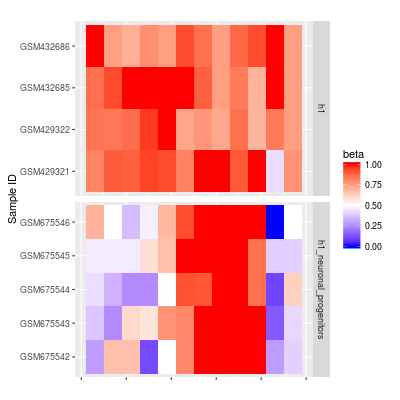 GSM432686
GSM432685
GSM429322
GSM429321
h1
GSM675546
GSM675545
GSM675544
GSM675543
GSM675542
h1_neuronal_progenitors
Sample ID
beta
1.00
0.75
0.50
0.25
0.00